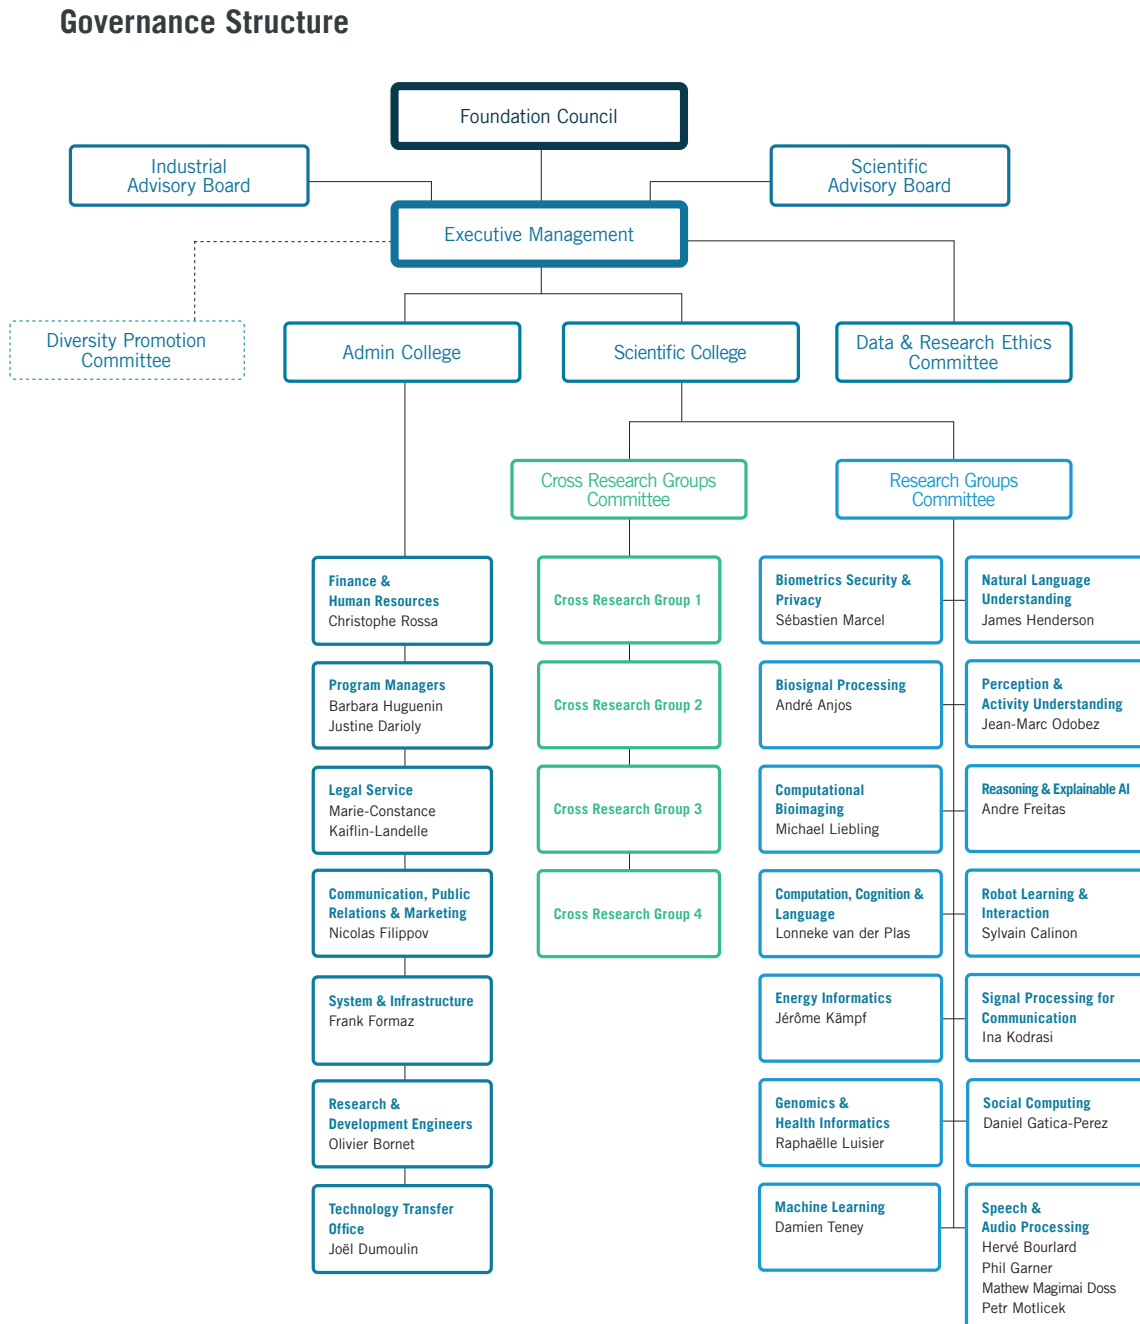 Governance Structure
Foundation Council
Industrial
Advisory Board
Scientific
Advisory Board
Executive Management
Diversity Promotion
Committee
Admin College
Scientific College
Data & Research Ethics
Committee
Cross Research Groups
Committee
Research Groups
Committee
Finance &
Human Resources
Christophe Rossa
Program Managers
Barbara Huguenin
Justine Darioly
Legal Service
Marie-Constance
Kaiflin-Landelle
Communication, Public
Relations & Marketing
Nicolas Filippov
System & Infrastructure
Frank Formaz
Research &
Development Engineers
Olivier Bornet
Technology Transfer
Office
Joël Dumoulin
Cross Research Group 1
Cross Research Group 2
Cross Research Group 3
Cross Research Group 4
Biometrics Security &
Privacy
Sébastien Marcel
Biosignal Processing
André Anjos
Computational
Bioimaging
Michael Liebling
Computation, Cognition &
Language
Lonneke van der Plas
Energy Informatics
Jérôme Kämpf
Genomics &
Health Informatics
Raphaëlle Luisier
Machine Learning
Damien Teney
Natural Language
Understanding
James Henderson
Perception &
Activity Understanding
Jean-Marc Odobez
Reasoning & Explainable AI
Andre Freitas
Robot Learning &
Interaction
Sylvain Calinon
Signal Processing for
Communication
Ina Kodrasi
Social Computing
Daniel Gatica-Perez
Speech &
Audio Processing
Hervé Bourlard
Phil Garner
Mathew Magimai Doss
Petr Motlicek